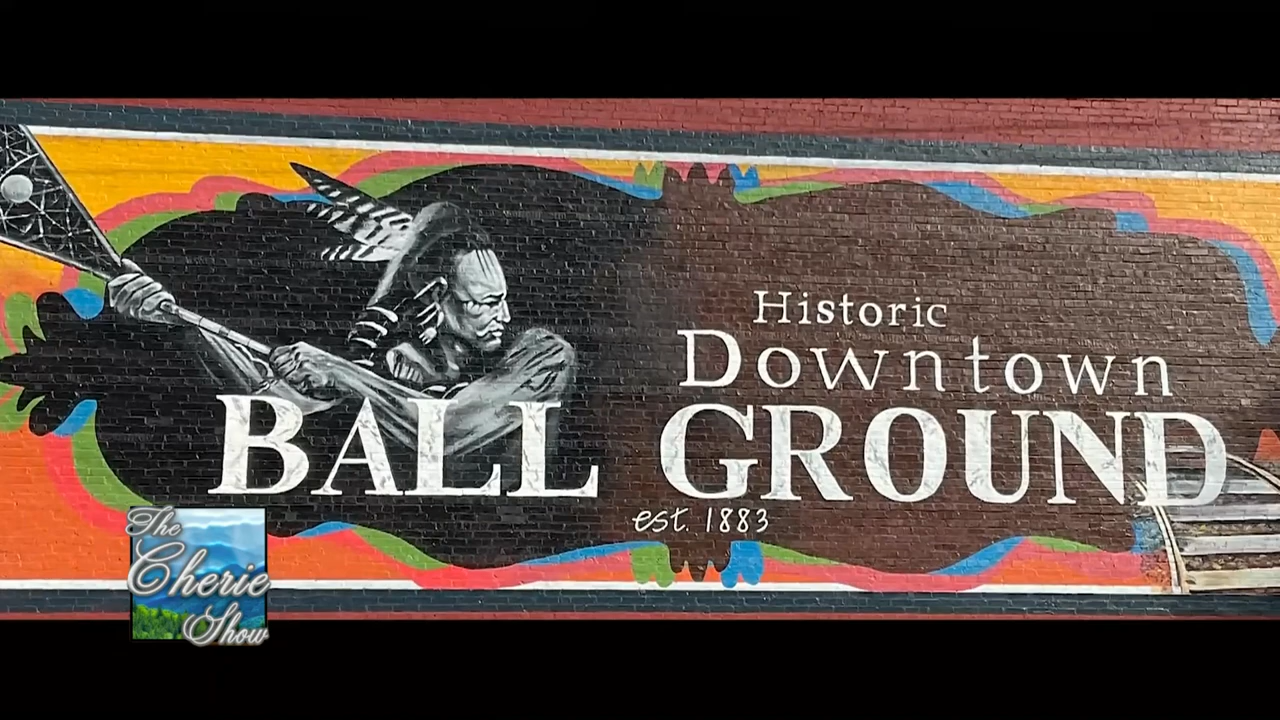 Historic
Downtown
BALL GROUND
est. 1883
The
Cherie
Show